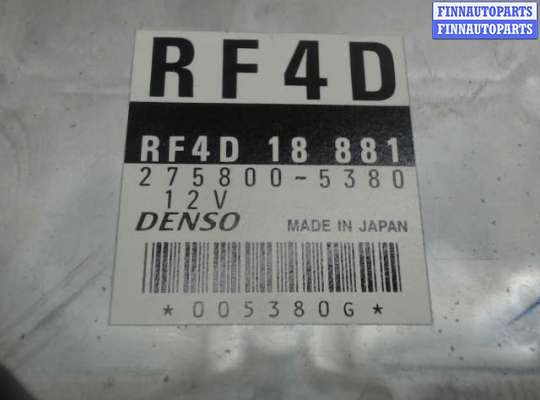 FINNAUTOPARTS
FINNAUTOPARTS
RF4D
RF4D 18 881
275800-5380
12V
DENSO MADE IN JAPAN
*005380G*